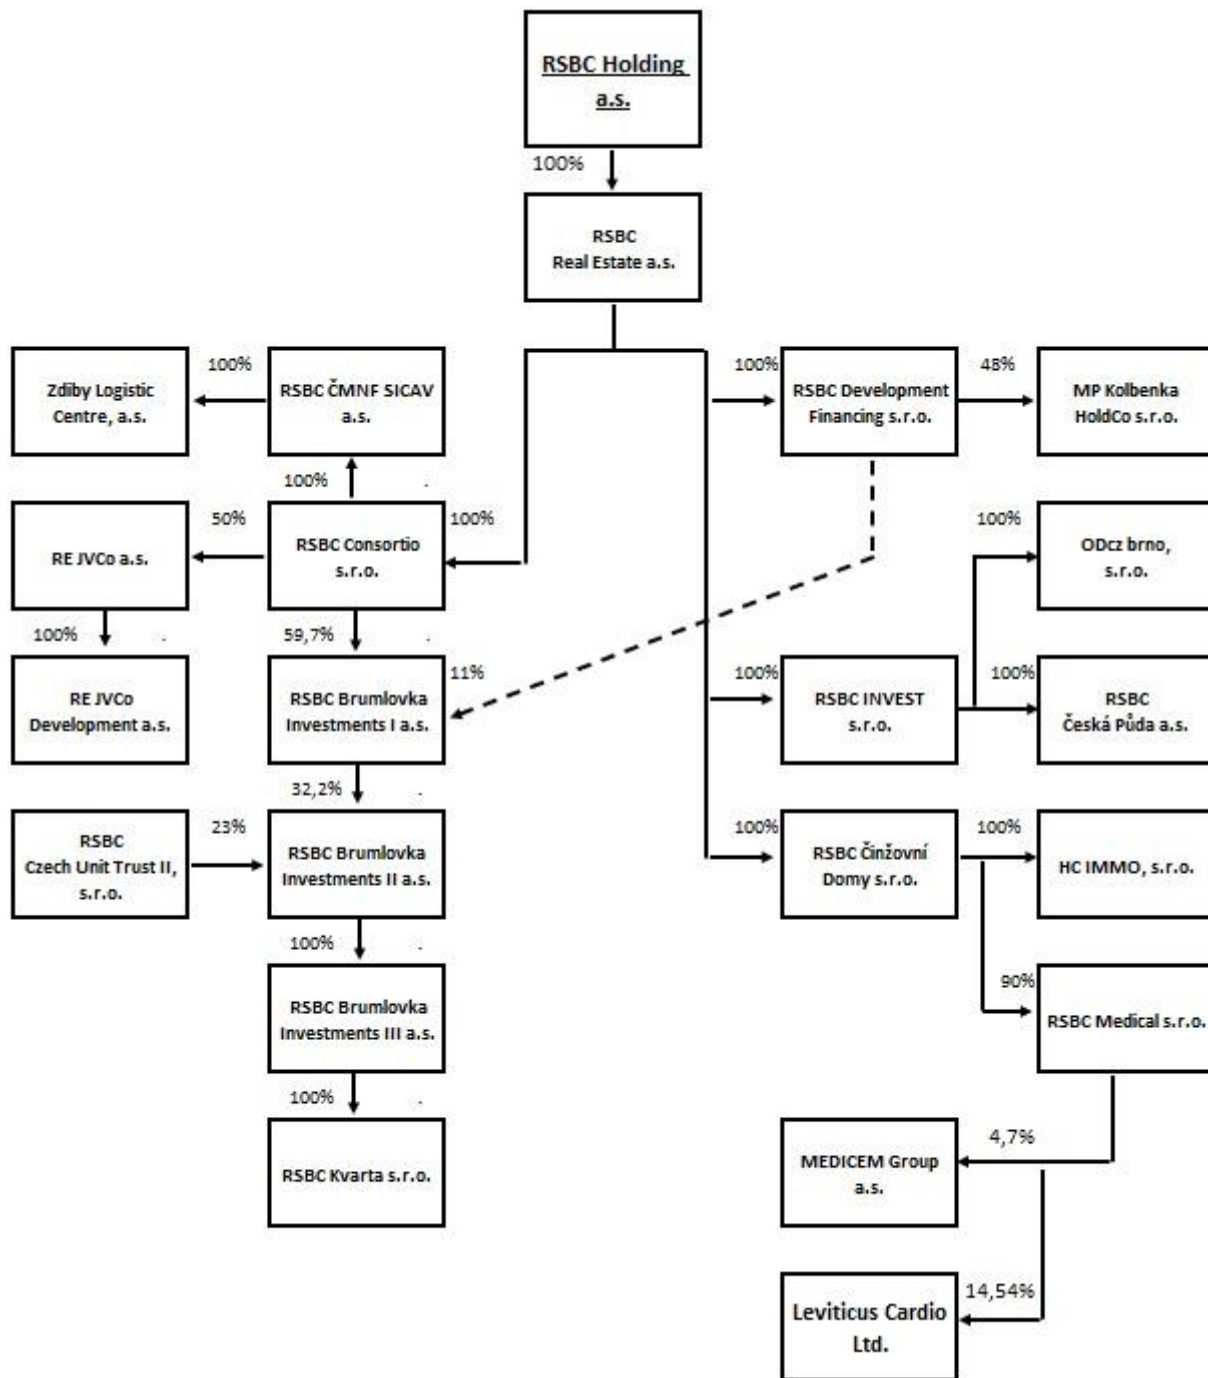 RSBC Holding
a.s.
100%
RSBC
Real Estate a.s.
Zdiby Logistic
Centre, a.s.
100%
RSBC ČMNF SICAV
a.s.
100%
RSBC Development
Financing s.r.o.
48%
MP Kolbenka
HoldCo s.r.o.
100%
.
RE JVCo a.s.
50%
RSBC Consortio
s.r.o.
100%
100%
ODcz brno,
s.r.o.
100%
.
59,7%
.
RE JVCo
Development a.s.
RSBC Brumlovka
Investments I a.s.
11%
100%
RSBC INVEST
s.r.o.
100%
RSBC
Česká Půda a.s.
32,2%
.
RSBC
Czech Unit Trust II,
s.r.o.
23%
RSBC Brumlovka
Investments II a.s.
100%
RSBC Činžovní
Domy s.r.o.
100%
HC IMMO, s.r.o.
100%
.
RSBC Brumlovka
Investments III a.s.
90%
RSBC Medical s.r.o.
100%
.
RSBC Kvarta s.r.o.
MEDICEM Group
a.s.
4,7%
Leviticus Cardio
Ltd.
14,54%